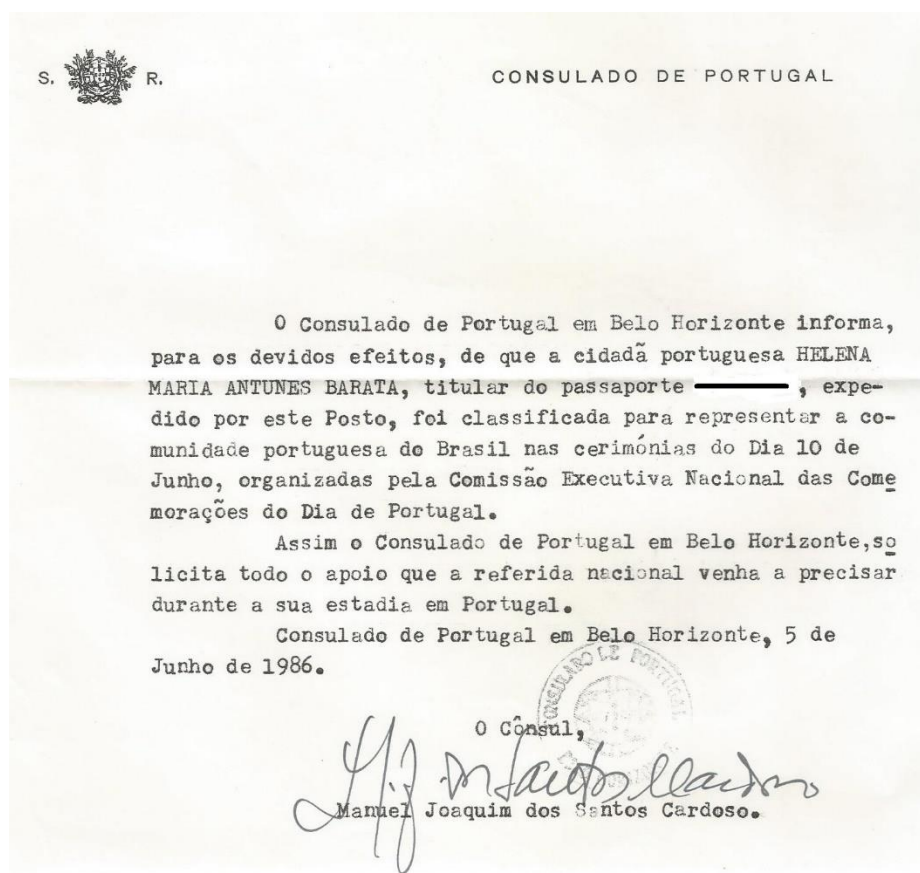 S. R.
CONSULADO DE PORTUGAL
O Consulado de Portugal em Belo Horizonte informa,
para os devidos efeitos, de que a cidadã portuguesa HELENA
MARIA ANTUNES BARATA, titular do passaporte , expe-
dido por este Posto, foi classificada para representar a co-
munidade portuguesa do Brasil nas cerimónias do Dia 10 de
Junho, organizadas pela Comissão Executiva Nacional das Come
morações do Dia de Portugal.
Assim o Consulado de Portugal em Belo Horizonte,so
licita todo o apoio que a referida nacional venha a precisar
durante a sua estadia em Portugal.
Consulado de Portugal em Belo Horizonte, 5 de
Junho de 1986.
CONSULADO DE PORTUGAL
O Cônsul,
Manuel Joaquim dos Santos Cardoso.